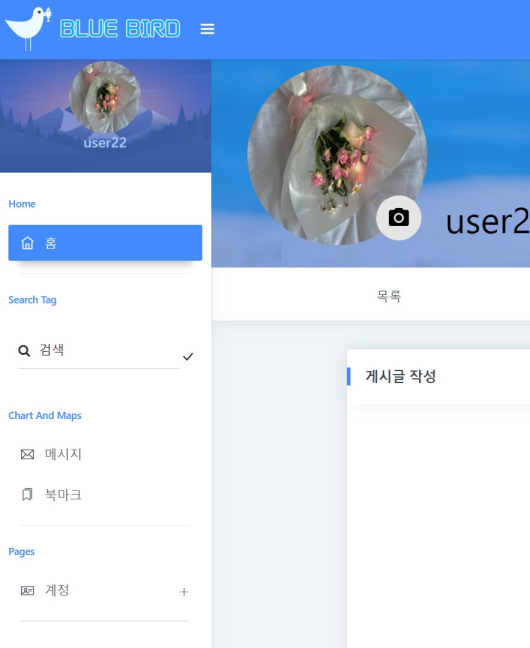 BLUE BIRD
user22
Home
홈
Search Tag
검색
Chart And Maps
메시지
북마크
Pages
계정
user2
목록
게시글 작성